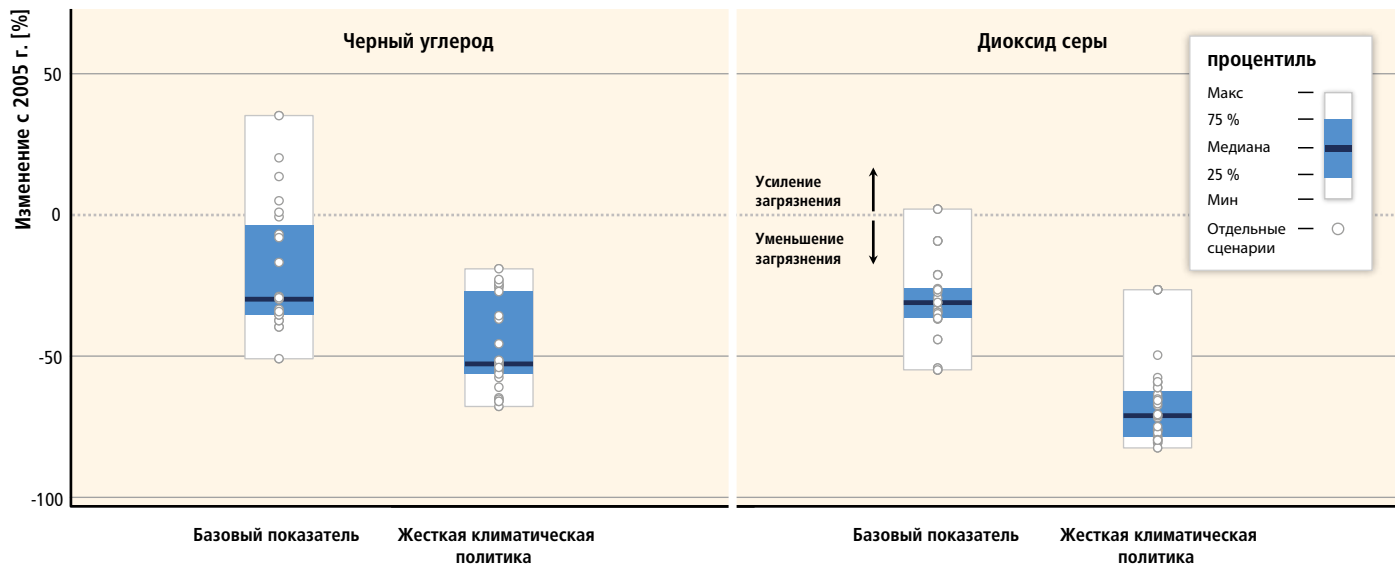 Изменение с 2005 г. [%]
Черный углерод
Диоксид серы
50
0
-50
-100
Усиление
загрязнения
Уменьшение
загрязнения
процентиль
Макс
75 %
Медиана
25 %
Мин
Отдельные
сценарии
Базовый показатель
Жесткая климатическая
политика
Базовый показатель
Жесткая климатическая
политика